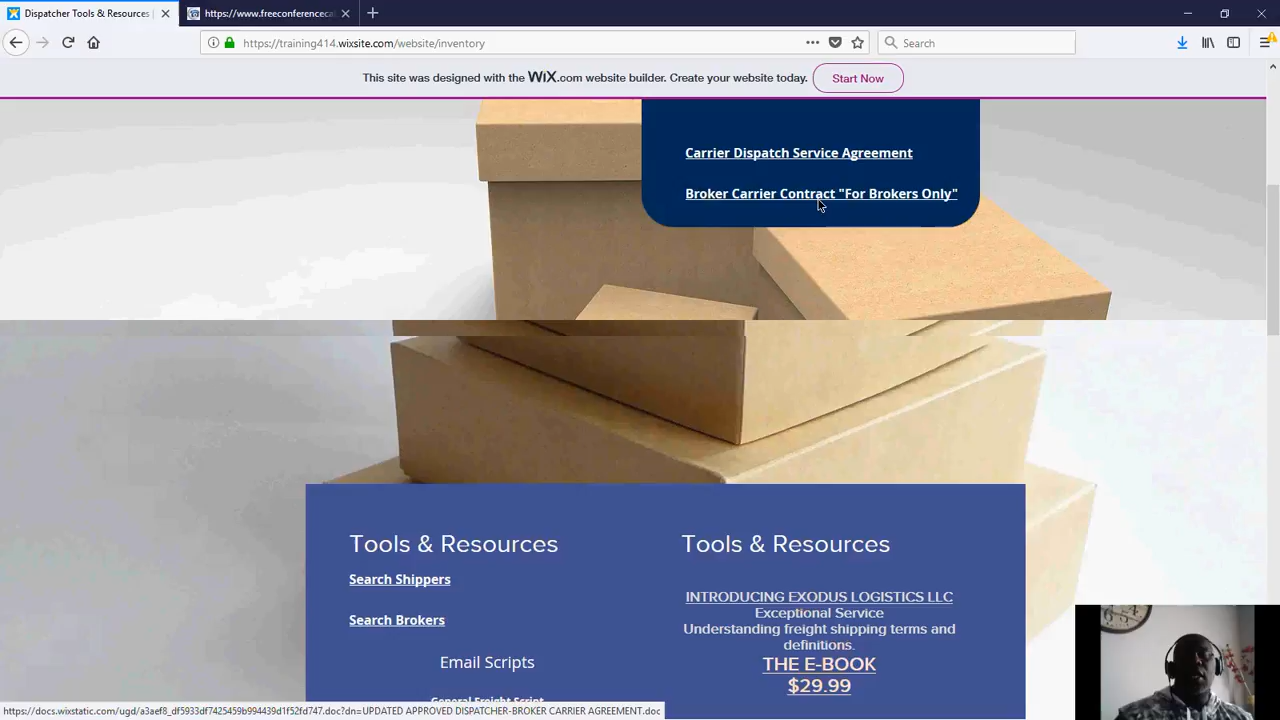 Dispatcher Tools & Resources |
https://www.freeconferenceca
https://training414.wixsite.com/website/inventory
Search
This site was designed with the WiX.com website builder. Create your website today.
Start Now
Carrier Dispatch Service Agreement
Broker Carrier Contract "For Brokers Only"
Tools & Resources
Search Shippers
Search Brokers
Email Scripts
General Freight Script
Tools & Resources
INTRODUCING EXODUS LOGISTICS LLC
Exceptional Service
Understanding freight shipping terms and
definitions.
THE E-BOOK
$29.99
https://docs.wixstatic.com/ugd/a3aef8_df5933df7425459b994439d1f52fd747.doc?dn=UPDATED APPROVED DISPATCHER-BROKER CARRIER AGREEMENT.doc